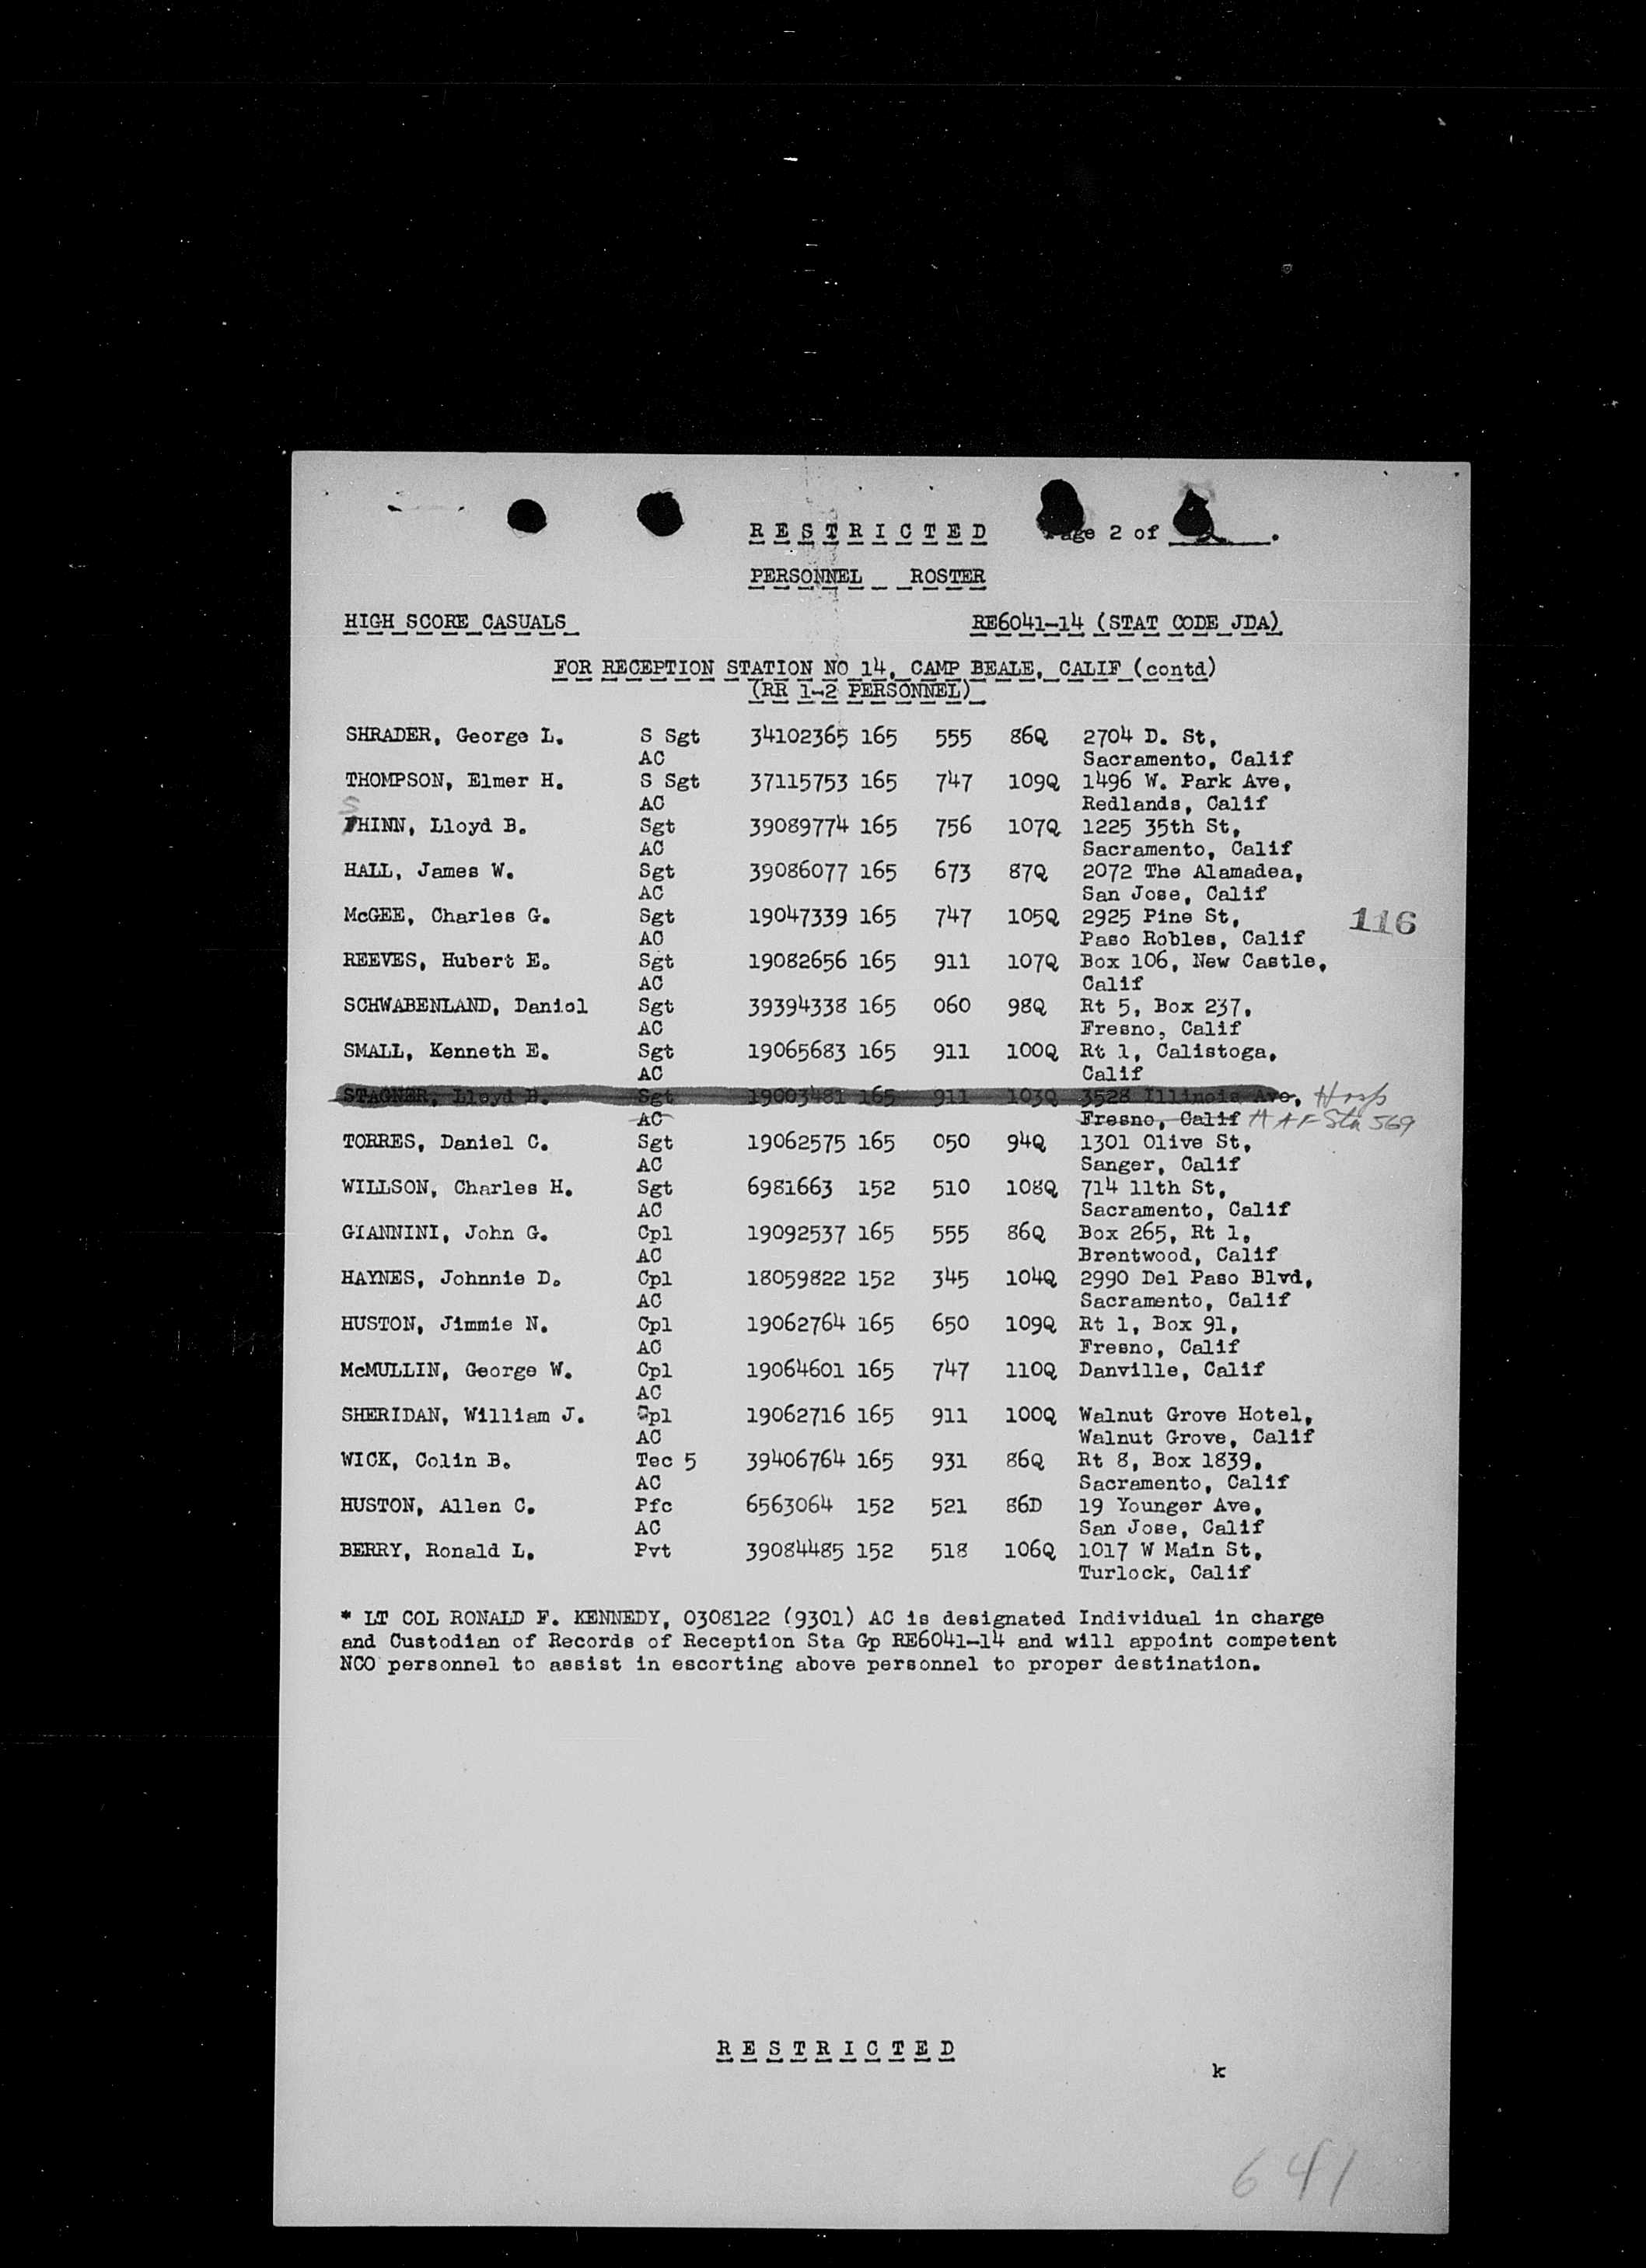 RESTRICTED Page 2 of 2.
PERSONNEL ROSTER
HIGH SCORE CASUALS RE6041-14 (STAT CODE JDA)
FOR RECEPTION STATION NO 14, CAMP BEALE, CALIF (contd)
(RR 1-2 PERSONNEL)
SHRADER, George L. S Sgt 34102365 165 555 86Q 2704 D. St,
AC Sacramento, Calif
THOMPSON, Elmer H. S Sgt 37115753 165 747 109Q 1496 W. Park Ave,
AC Redlands, Calif
SHINN, Lloyd B. Sgt 39089774 165 756 107Q 1225 35th St,
AC Sacramento, Calif
HALL, James W. Sgt 39086077 165 673 87Q 2072 The Alamadea,
AC San Jose, Calif
McGEE, Charles G. Sgt 19047339 165 747 105Q 2925 Pine St, 116
AC Paso Robles, Calif
REEVES, Hubert E. Sgt 19082656 165 911 107Q Box 106, New Castle,
AC Calif
SCHWABENLAND, Daniel Sgt 39394338 165 060 98Q Rt 5, Box 237,
AC Fresno, Calif
SMALL, Kenneth E. Sgt 19065683 165 911 100Q Rt 1, Calistoga,
AC Calif
STAGNER, Lloyd B. Sgt 19003481 165 911 103Q 3528 Illinois Ave, Hosp
AC Fresno, Calif AAF Sta 569
TORRES, Daniel C. Sgt 19062575 165 050 94Q 1301 Olive St,
AC Sanger, Calif
WILLSON, Charles H. Sgt 6981663 152 510 108Q 714 11th St,
AC Sacramento, Calif
GIANNINI, John G. Cpl 19092537 165 555 86Q Box 265, Rt 1,
AC Brentwood, Calif
HAYNES, Johnnie D. Cpl 18059822 152 345 104Q 2990 Del Paso Blvd,
AC Sacramento, Calif
HUSTON, Jimmie N. Cpl 19062764 165 650 109Q Rt 1, Box 91,
AC Fresno, Calif
McMULLIN, George W. Cpl 19064601 165 747 110Q Danville, Calif
AC
SHERIDAN, William J. Cpl 19062716 165 911 100Q Walnut Grove Hotel,
AC Walnut Grove, Calif
WICK, Colin B. Tec 5 39406764 165 931 86Q Rt 8, Box 1839,
AC Sacramento, Calif
HUSTON, Allen C. Pfc 6563064 152 521 86D 19 Younger Ave,
AC San Jose, Calif
BERRY, Ronald L. Pvt 39084485 152 518 106Q 1017 W Main St,
Turlock, Calif
* LT COL RONALD F. KENNEDY, 0308122 (9301) AC is designated Individual in charge
and Custodian of Records of Reception Sta Gp RE6041-14 and will appoint competent
NCO personnel to assist in escorting above personnel to proper destination.
RESTRICTED
k
641